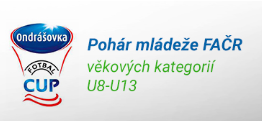 Ondrášovka
FOTBAL
CUP
Pohár mládeže FAČR
věkových kategorií
U8-U13